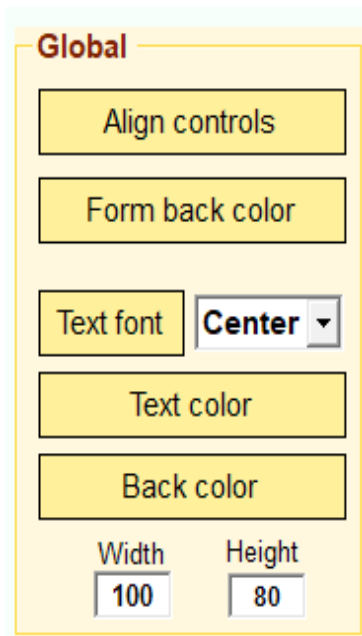 Global
Align controls
Form back color
Text font Center
Text color
Back color
Width Height
100 80